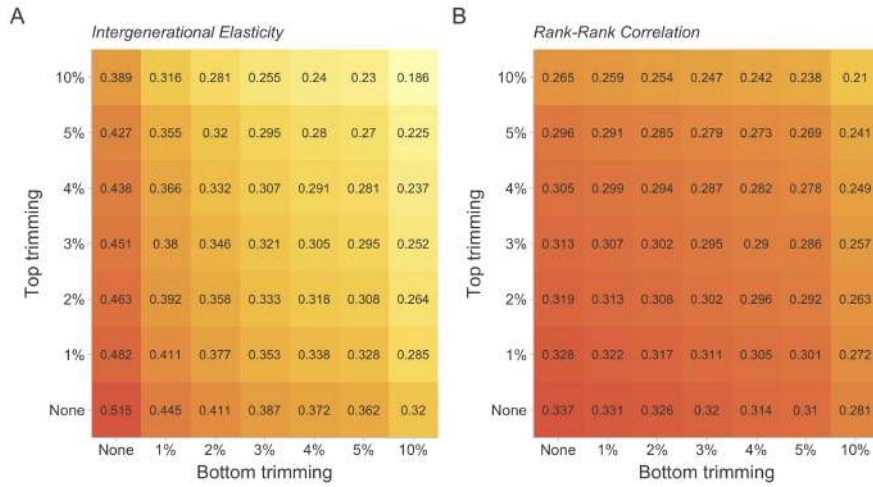 A
Intergenerational Elasticity
Top trimming
10% 0.389 0.316 0.281 0.255 0.24 0.23 0.186
5% 0.427 0.355 0.32 0.295 0.28 0.27 0.225
4% 0.438 0.366 0.332 0.307 0.291 0.281 0.237
3% 0.451 0.38 0.346 0.321 0.305 0.295 0.252
2% 0.463 0.392 0.358 0.333 0.318 0.308 0.264
1% 0.482 0.411 0.377 0.353 0.338 0.328 0.285
None 0.515 0.445 0.411 0.387 0.372 0.362 0.32
None 1% 2% 3% 4% 5% 10%
Bottom trimming
B
Rank-Rank Correlation
Top trimming
10% 0.265 0.259 0.254 0.247 0.242 0.238 0.21
5% 0.296 0.291 0.285 0.279 0.273 0.269 0.241
4% 0.305 0.299 0.294 0.287 0.282 0.278 0.249
3% 0.313 0.307 0.302 0.295 0.29 0.286 0.257
2% 0.319 0.313 0.308 0.302 0.296 0.292 0.263
1% 0.328 0.322 0.317 0.311 0.305 0.301 0.272
None 0.337 0.331 0.326 0.32 0.314 0.31 0.281
None 1% 2% 3% 4% 5% 10%
Bottom trimming